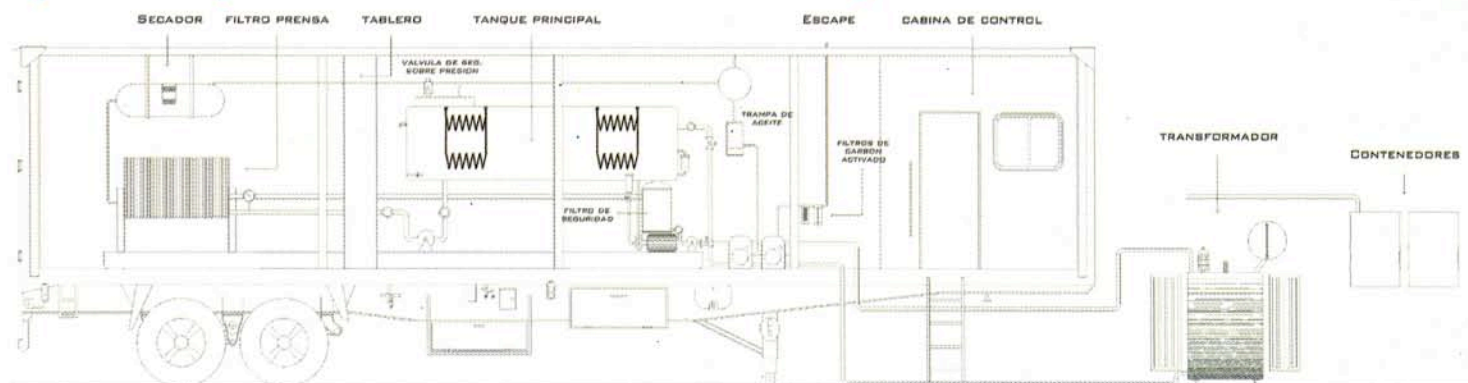 SECADOR FILTRO PRENSA TABLERO TANQUE PRINCIPAL ESCAPE CABINA DE CONTROL
VALVULA DE SEG.
SOBRE PRESION
TRAMPA DE
ACEITE
FILTROS DE
CARBON
ACTIVADO
TRANSFORMADOR
CONTENEDORES
FILTRO DE
SEGURIDAD